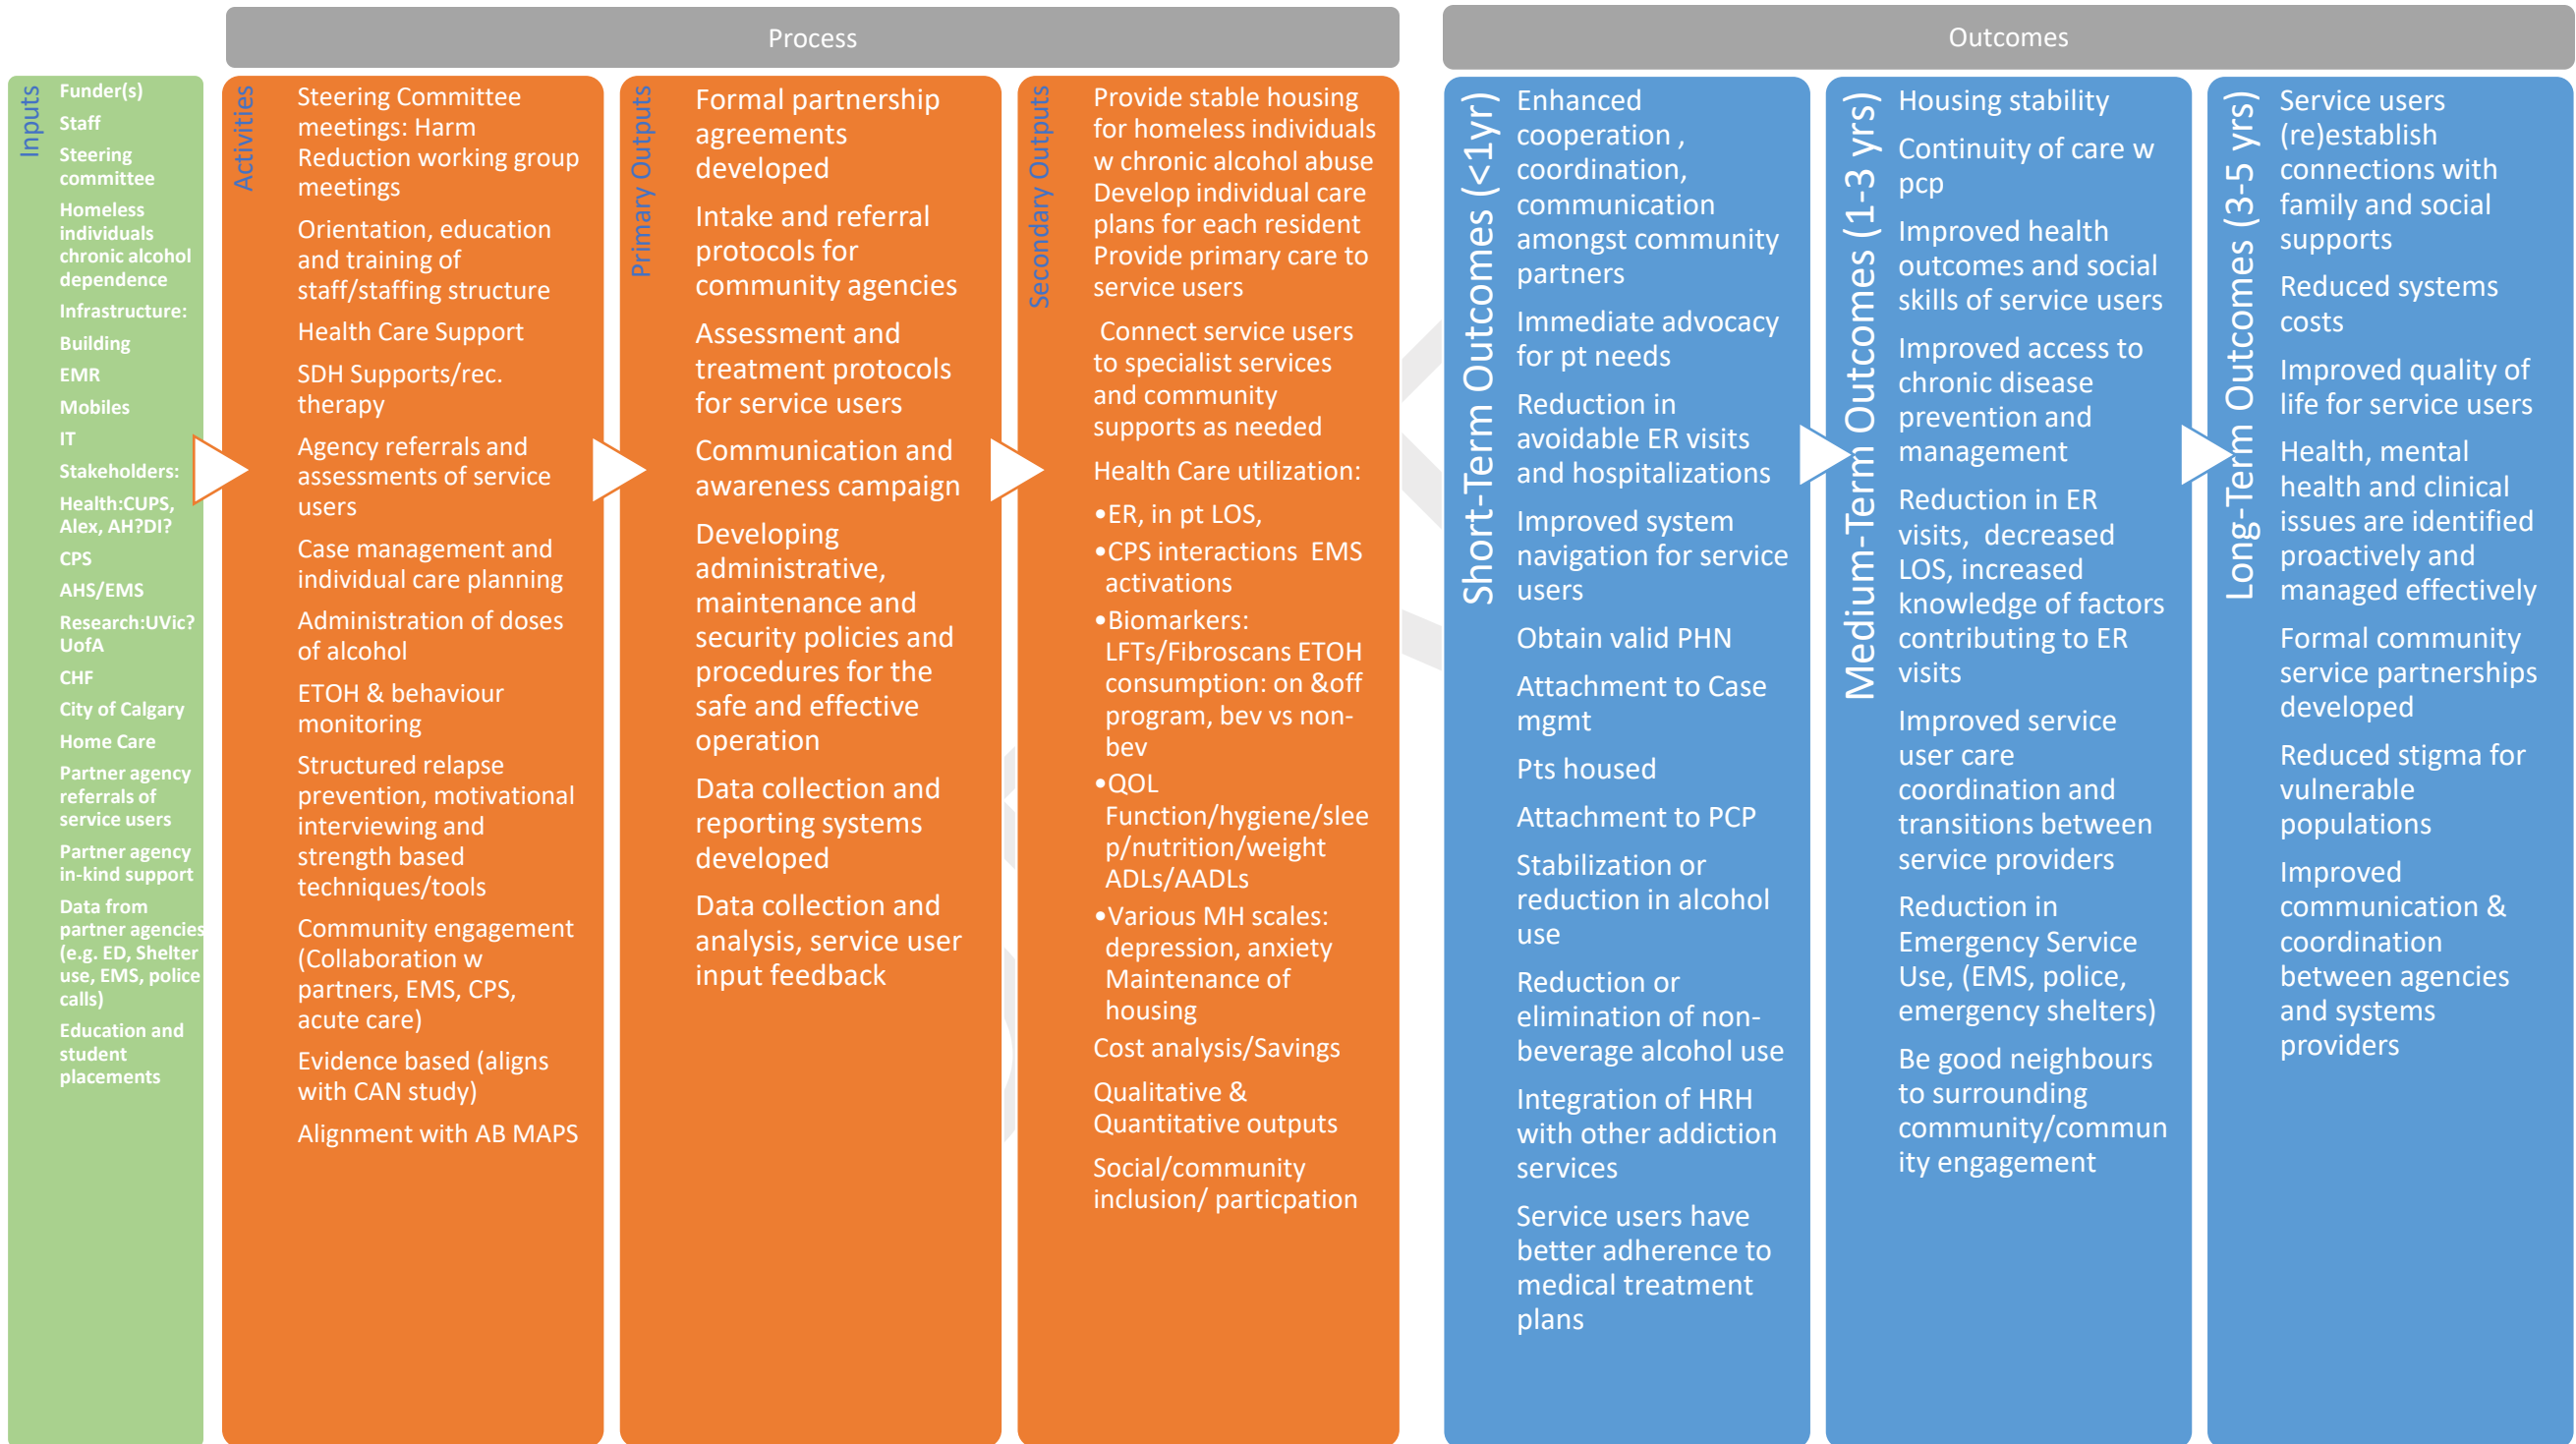 Process
Outcomes
Inputs
Funder(s)
Staff
Steering
committee
Homeless
individuals
chronic alcohol
dependence
Infrastructure:
Building
EMR
Mobiles
IT
Stakeholders:
Health:CUPS,
Alex, AH?DI?
CPS
AHS/EMS
Research:UVic?
UofA
CHF
City of Calgary
Home Care
Partner agency
referrals of
service users
Partner agency
in-kind support
Data from
partner agencies
(e.g. ED, Shelter
use, EMS, police
calls)
Education and
student
placements
Activities
Steering Committee
meetings: Harm
Reduction working group
meetings
Orientation, education
and training of
staff/staffing structure
Health Care Support
SDH Supports/rec.
therapy
Agency referrals and
assessments of service
users
Case management and
individual care planning
Administration of doses
of alcohol
ETOH & behaviour
monitoring
Structured relapse
prevention, motivational
interviewing and
strength based
techniques/tools
Community engagement
(Collaboration w
partners, EMS, CPS,
acute care)
Evidence based (aligns
with CAN study)
Alignment with AB MAPS
Primary Outputs
Formal partnership
agreements
developed
Intake and referral
protocols for
community agencies
Assessment and
treatment protocols
for service users
Communication and
awareness campaign
Developing
administrative,
maintenance and
security policies and
procedures for the
safe and effective
operation
Data collection and
reporting systems
developed
Data collection and
analysis, service user
input feedback
Secondary Outputs
Provide stable housing
for homeless individuals
w chronic alcohol abuse
Develop individual care
plans for each resident
Provide primary care to
service users
Connect service users
to specialist services
and community
supports as needed
Health Care utilization:
•ER, in pt LOS,
•CPS interactions EMS
activations
•Biomarkers:
LFTs/Fibroscans ETOH
consumption: on &off
program, bev vs non-
bev
•QOL
Function/hygiene/slee
p/nutrition/weight
ADLs/AADLs
•Various MH scales:
depression, anxiety
Maintenance of
housing
Cost analysis/Savings
Qualitative &
Quantitative outputs
Social/community
inclusion/ particpation
Short-Term Outcomes (<1yr)
Enhanced
cooperation ,
coordination,
communication
amongst community
partners
Immediate advocacy
for pt needs
Reduction in
avoidable ER visits
and hospitalizations
Improved system
navigation for service
users
Obtain valid PHN
Attachment to Case
mgmt
Pts housed
Attachment to PCP
Stabilization or
reduction in alcohol
use
Reduction or
elimination of non-
beverage alcohol use
Integration of HRH
with other addiction
services
Service users have
better adherence to
medical treatment
plans
Medium-Term Outcomes (1-3 yrs)
Housing stability
Continuity of care w
pcp
Improved health
outcomes and social
skills of service users
Improved access to
chronic disease
prevention and
management
Reduction in ER
visits, decreased
LOS, increased
knowledge of factors
contributing to ER
visits
Improved service
user care
coordination and
transitions between
service providers
Reduction in
Emergency Service
Use, (EMS, police,
emergency shelters)
Be good neighbours
to surrounding
community/commun
ity engagement
Long-Term Outcomes (3-5 yrs)
Service users
(re)establish
connections with
family and social
supports
Reduced systems
costs
Improved quality of
life for service users
Health, mental
health and clinical
issues are identified
proactively and
managed effectively
Formal community
service partnerships
developed
Reduced stigma for
vulnerable
populations
Improved
communication &
coordination
between agencies
and systems
providers